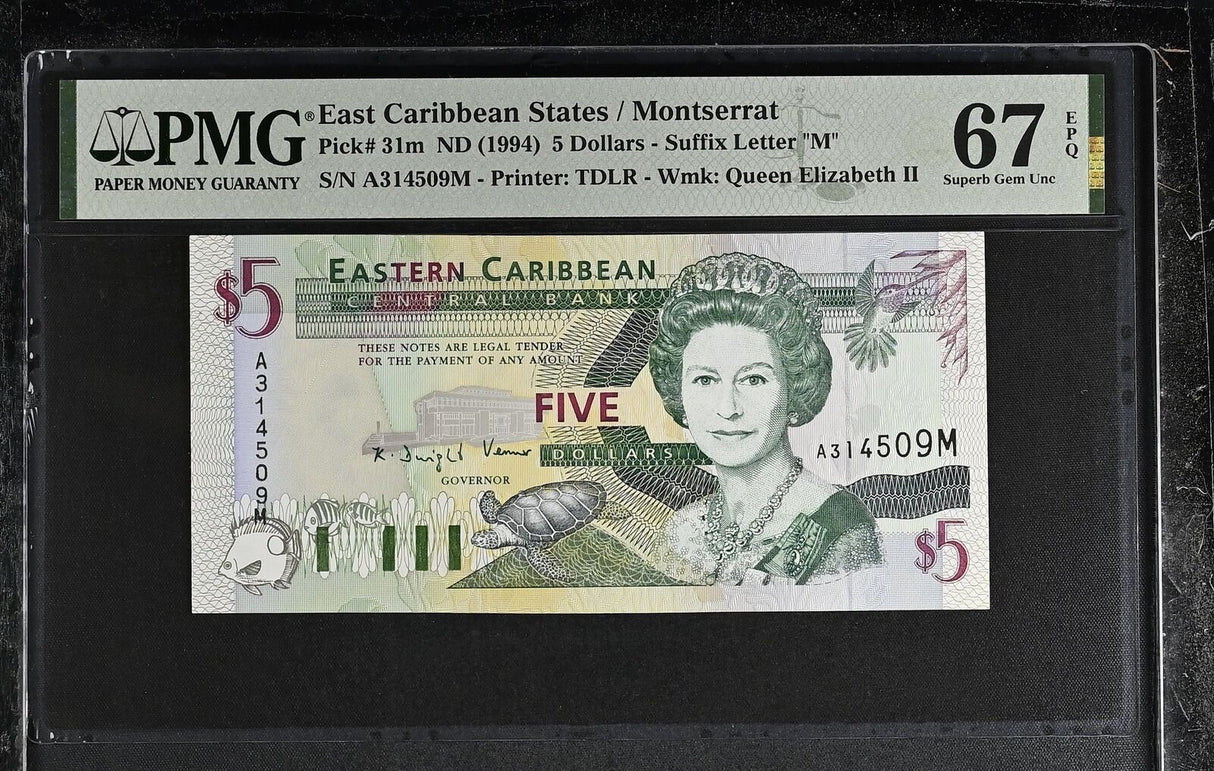 PMG®
PAPER MONEY GUARANTY
East Caribbean States / Montserrat
Pick# 31m ND (1994) 5 Dollars - Suffix Letter "M"
S/N A314509M - Printer: TDLR - Wmk: Queen Elizabeth II
67
EPQ
Superb Gem Unc
$5
EASTERN CARIBBEAN
CENTRAL BANK
THESE NOTES ARE LEGAL TENDER
FOR THE PAYMENT OF ANY AMOUNT
A314509M
FIVE
DOLLARS
K. Dwight Venner
GOVERNOR
A314509M
$5